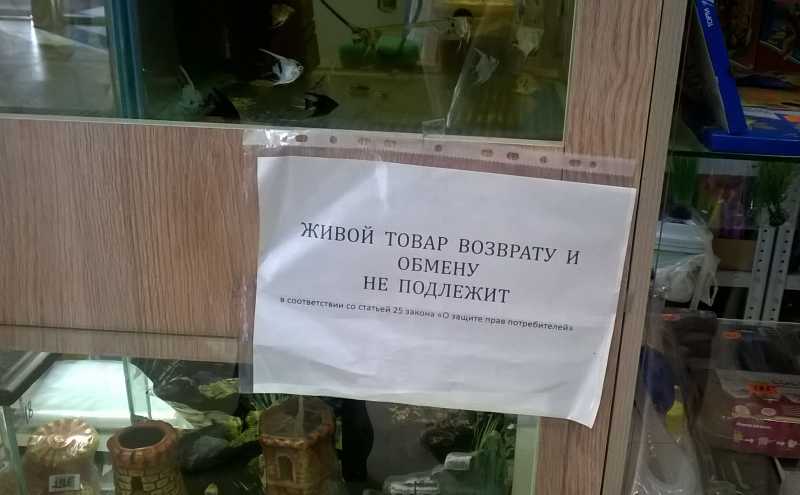 ЖИВОЙ ТОВАР ВОЗВРАТУ И
ОБМЕНУ
НЕ ПОДЛЕЖИТ
в соответствии со статьей 25 закона «О защите прав потребителей»